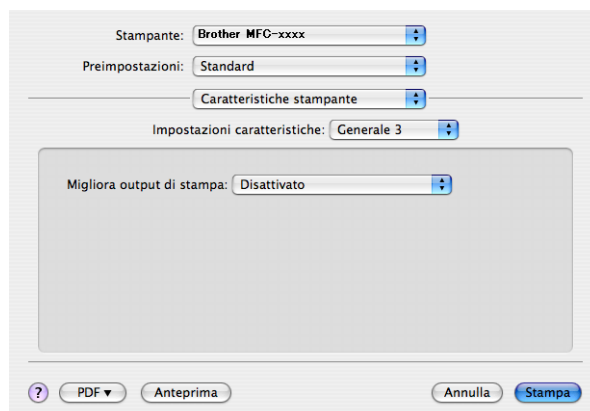 Stampante: Brother MFC-xxxx
Preimpostazioni: Standard
Caratteristiche stampante
Impostazioni caratteristiche: Generale 3
Migliora output di stampa: Disattivato
? PDF ▼ Anteprima Annulla Stampa